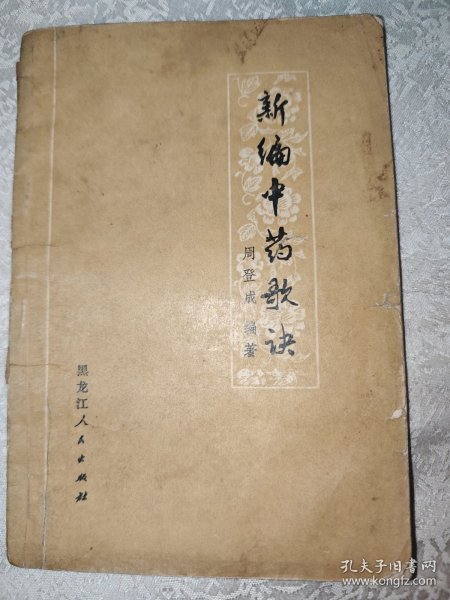 新编中药歌诀
周登成 编著
黑龙江人民出版社
孔夫子旧书网
www.kongfz.com